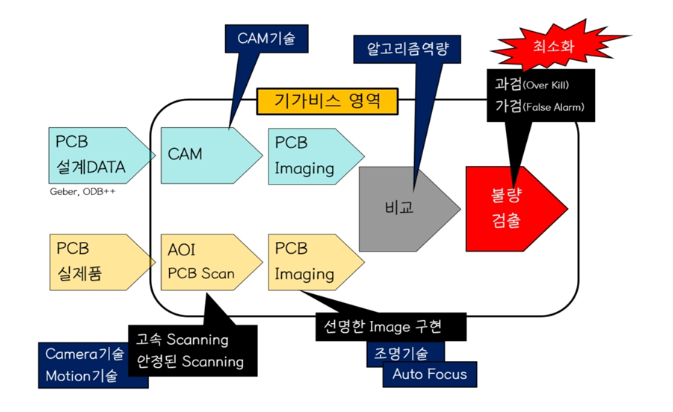 CAM기술
알고리즘역량
최소화
과검(Over Kill)
가검(False Alarm)
기가비스 영역
PCB
설계DATA
Geber, ODB++
CAM
PCB
Imaging
비교
불량
검출
PCB
실제품
AOI
PCB Scan
PCB
Imaging
고속 Scanning
안정된 Scanning
Camera기술
Motion기술
선명한 Image 구현
조명기술
Auto Focus